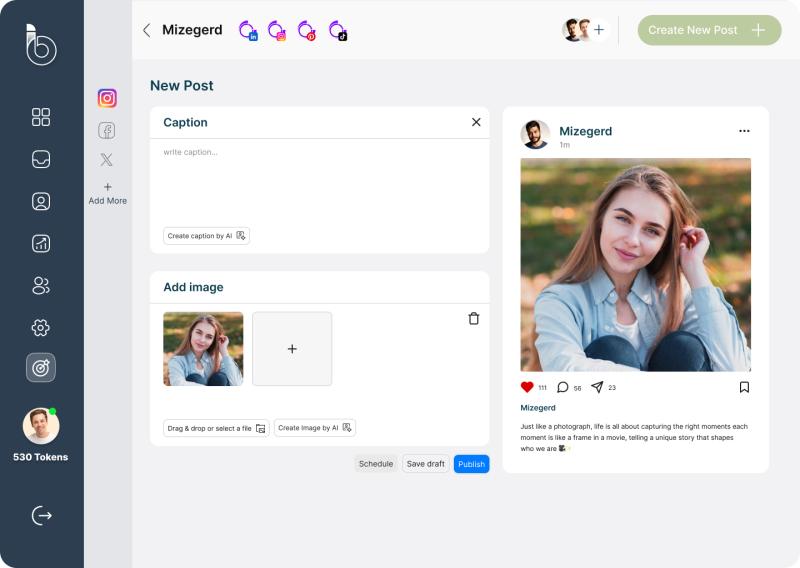 Mizegerd
Create New Post
530 Tokens
Add More
New Post
Caption
write caption...
Create caption by AI
Add image
Drag & drop or select a file
Create Image by AI
Schedule
Save draft
Publish
Mizegerd
1m
111
56
23
Mizegerd
Just like a photograph, life is all about capturing the right moments each
moment is like a frame in a movie, telling a unique story that shapes
who we are 🎥✨